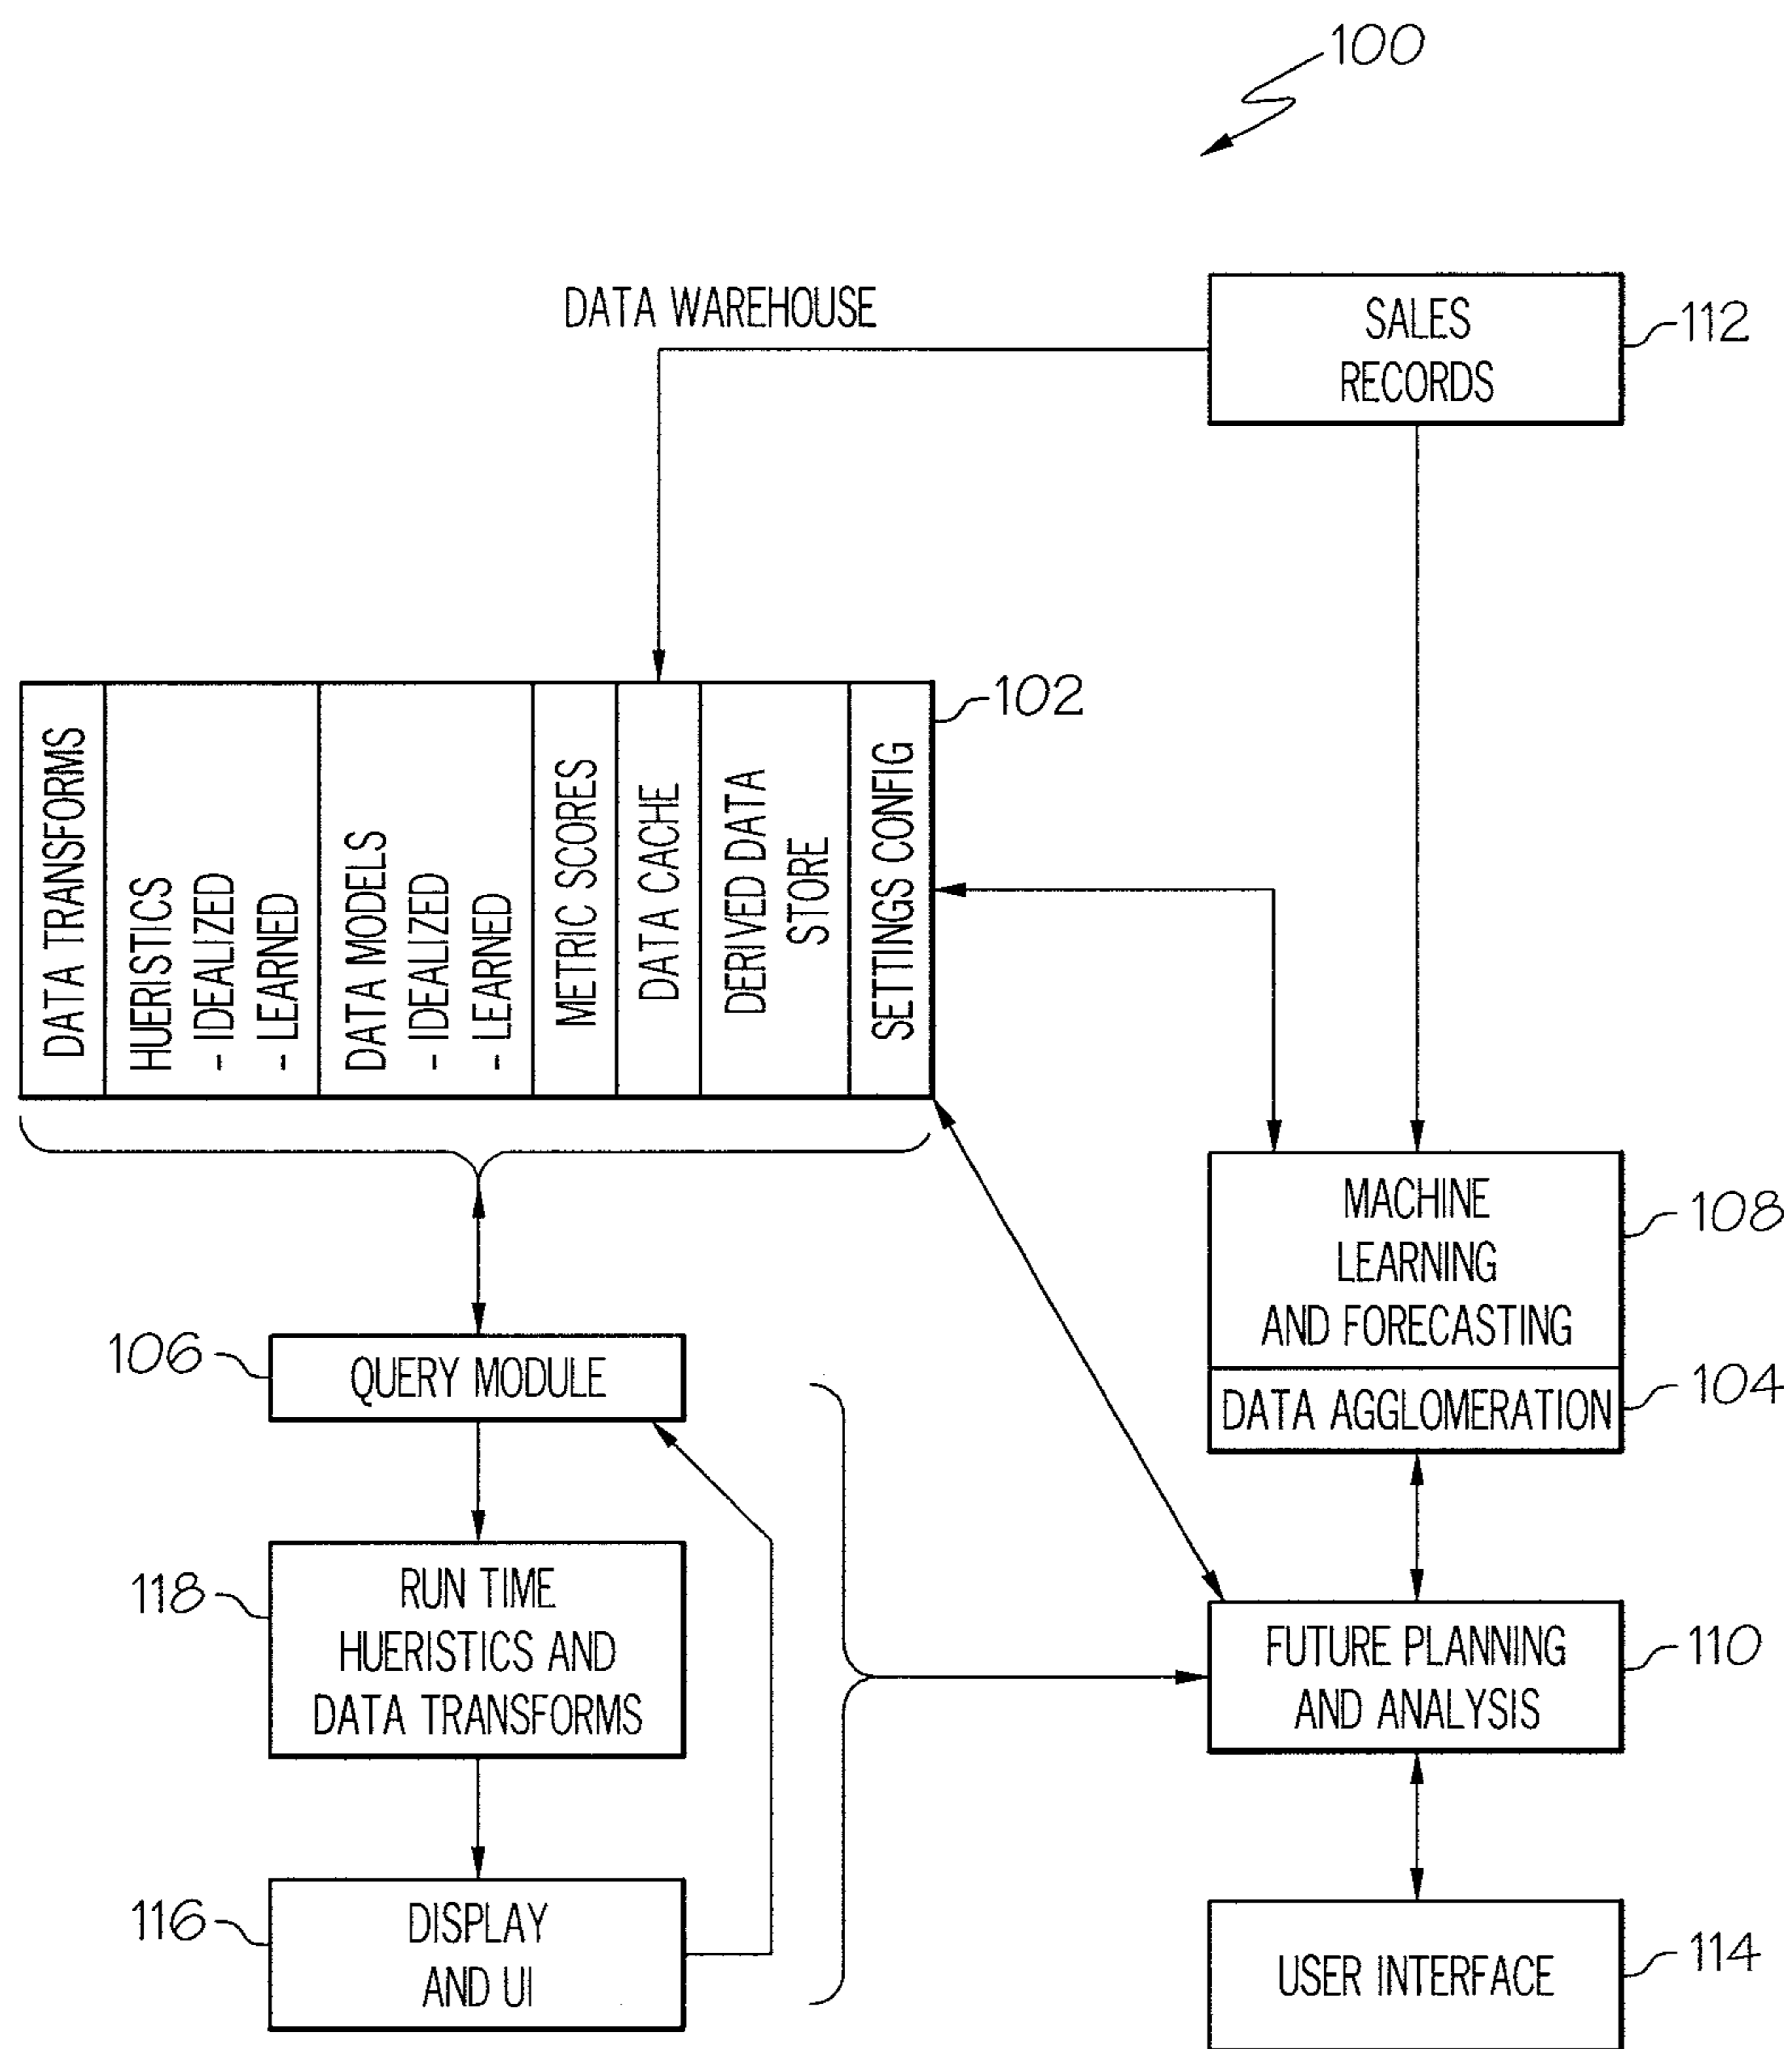 100
DATA WAREHOUSE
SALES
RECORDS
112
102
DATA TRANSFORMS
HUERISTICS
- IDEALIZED
- LEARNED
DATA MODELS
- IDEALIZED
- LEARNED
METRIC SCORES
DATA CACHE
DERIVED DATA
STORE
SETTINGS CONFIG
MACHINE
LEARNING
AND FORECASTING
108
DATA AGGLOMERATION
104
106
QUERY MODULE
118
RUN TIME
HUERISTICS AND
DATA TRANSFORMS
FUTURE PLANNING
AND ANALYSIS
110
116
DISPLAY
AND UI
USER INTERFACE
114